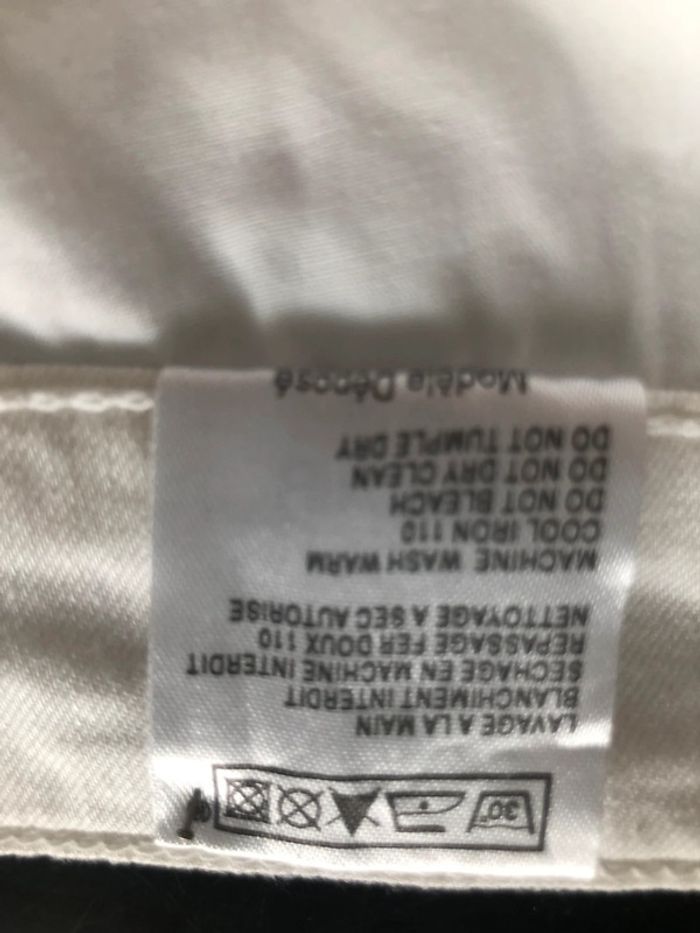 30°
LAVAGE A LA MAIN
BLANCHIMENT INTERDIT
SECHAGE EN MACHINE INTERDIT
REPASSAGE FER DOUX 110
NETTOYAGE A SEC AUTORISE
MACHINE WASH WARM
COOL IRON 110
DO NOT BLEACH
DO NOT DRY CLEAN
DO NOT TUMPLE DRY
Modèle Déposé